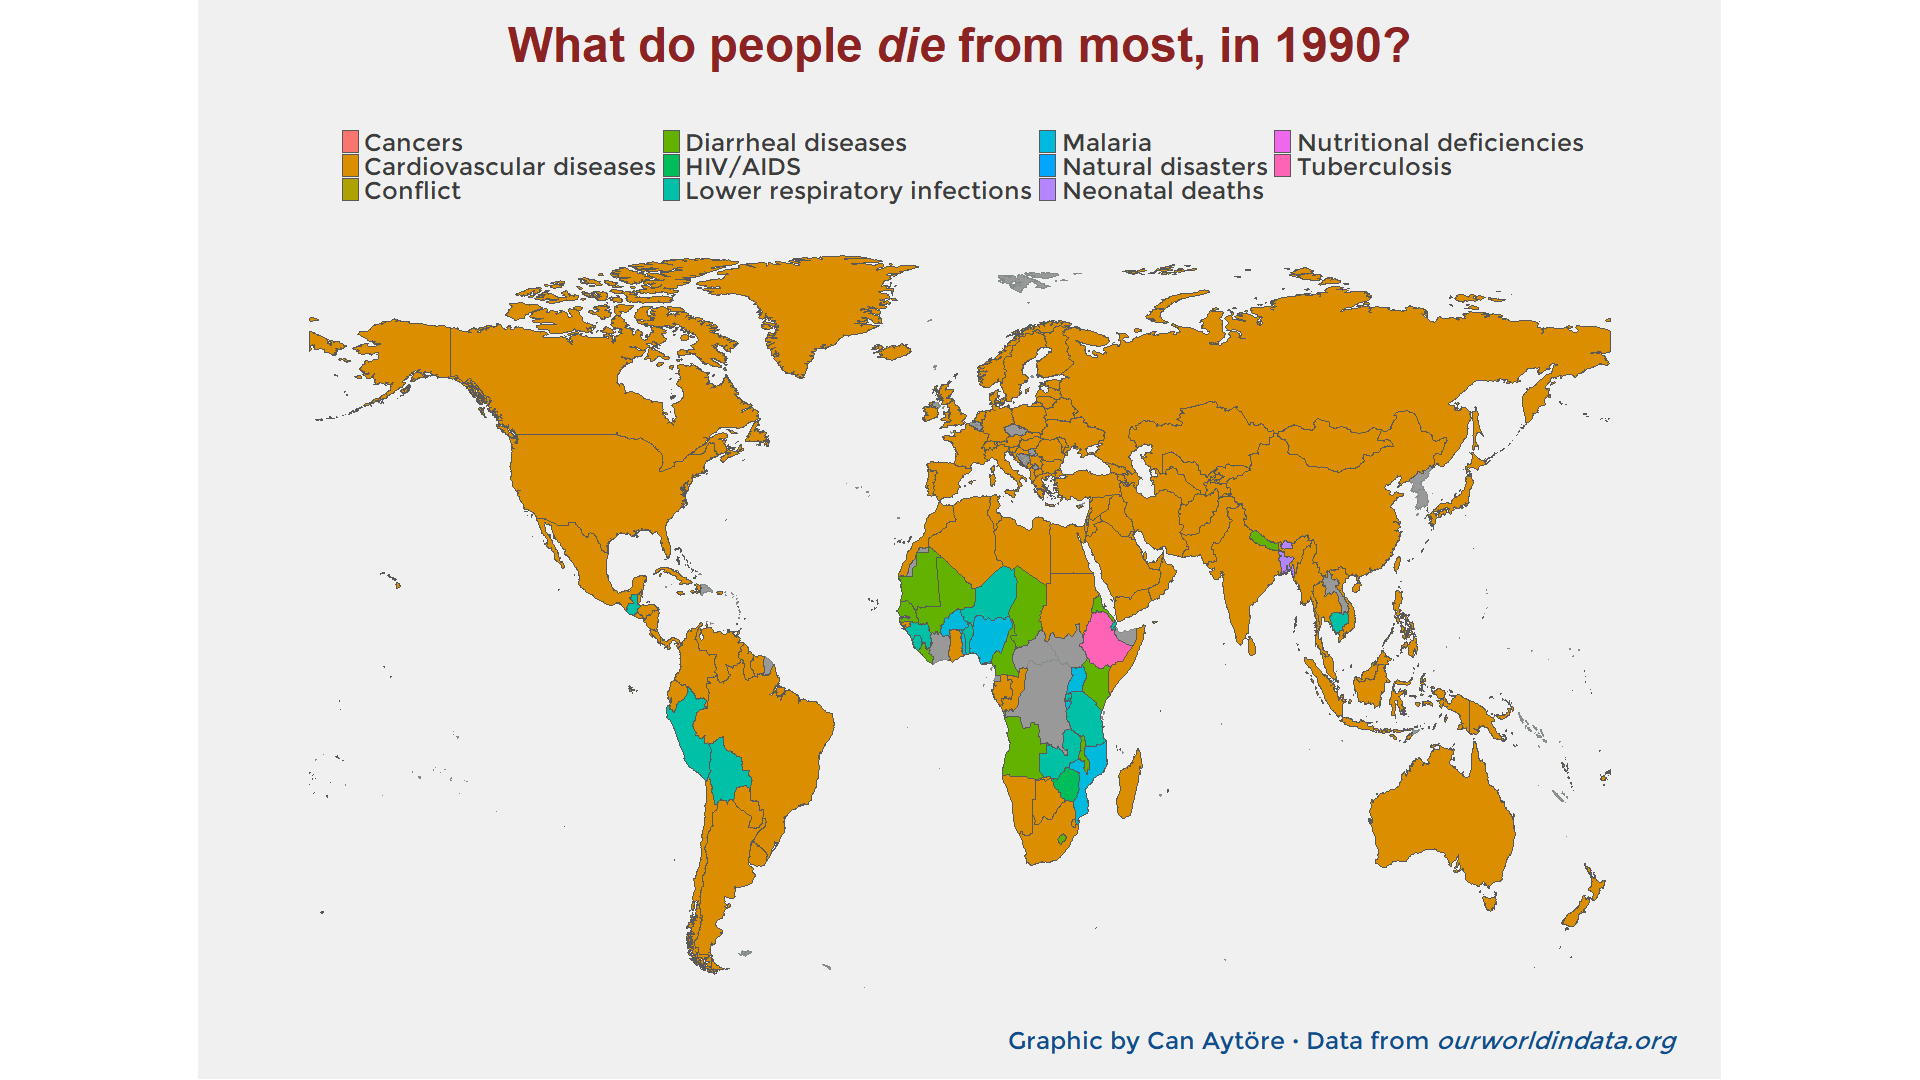 What do people die from most, in 1990?
Cancers
Cardiovascular diseases
Conflict
Diarrheal diseases
HIV/AIDS
Lower respiratory infections
Malaria
Natural disasters
Neonatal deaths
Nutritional deficiencies
Tuberculosis
Graphic by Can Aytöre · Data from ourworldindata.org